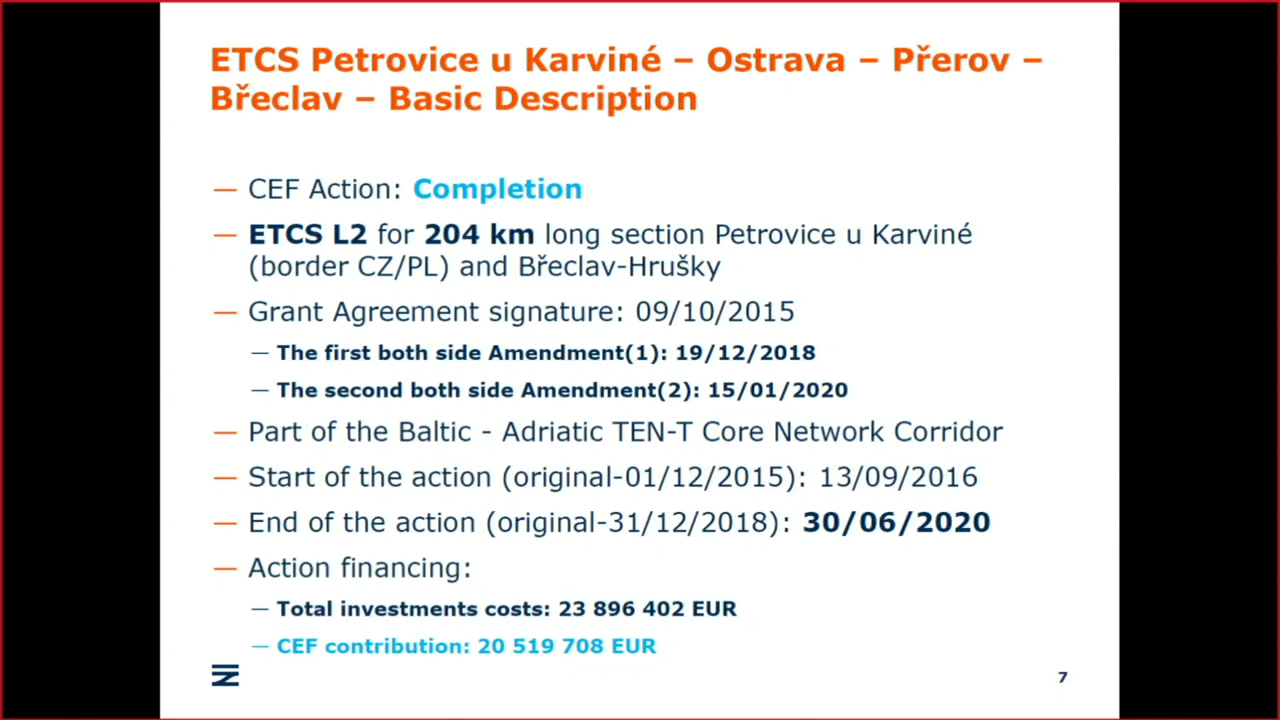 ETCS Petrovice u Karviné – Ostrava – Přerov –
Břeclav – Basic Description
— CEF Action: Completion
— ETCS L2 for 204 km long section Petrovice u Karviné
(border CZ/PL) and Břeclav-Hrušky
— Grant Agreement signature: 09/10/2015
— The first both side Amendment(1): 19/12/2018
— The second both side Amendment(2): 15/01/2020
— Part of the Baltic - Adriatic TEN-T Core Network Corridor
— Start of the action (original-01/12/2015): 13/09/2016
— End of the action (original-31/12/2018): 30/06/2020
— Action financing:
— Total investments costs: 23 896 402 EUR
— CEF contribution: 20 519 708 EUR
7